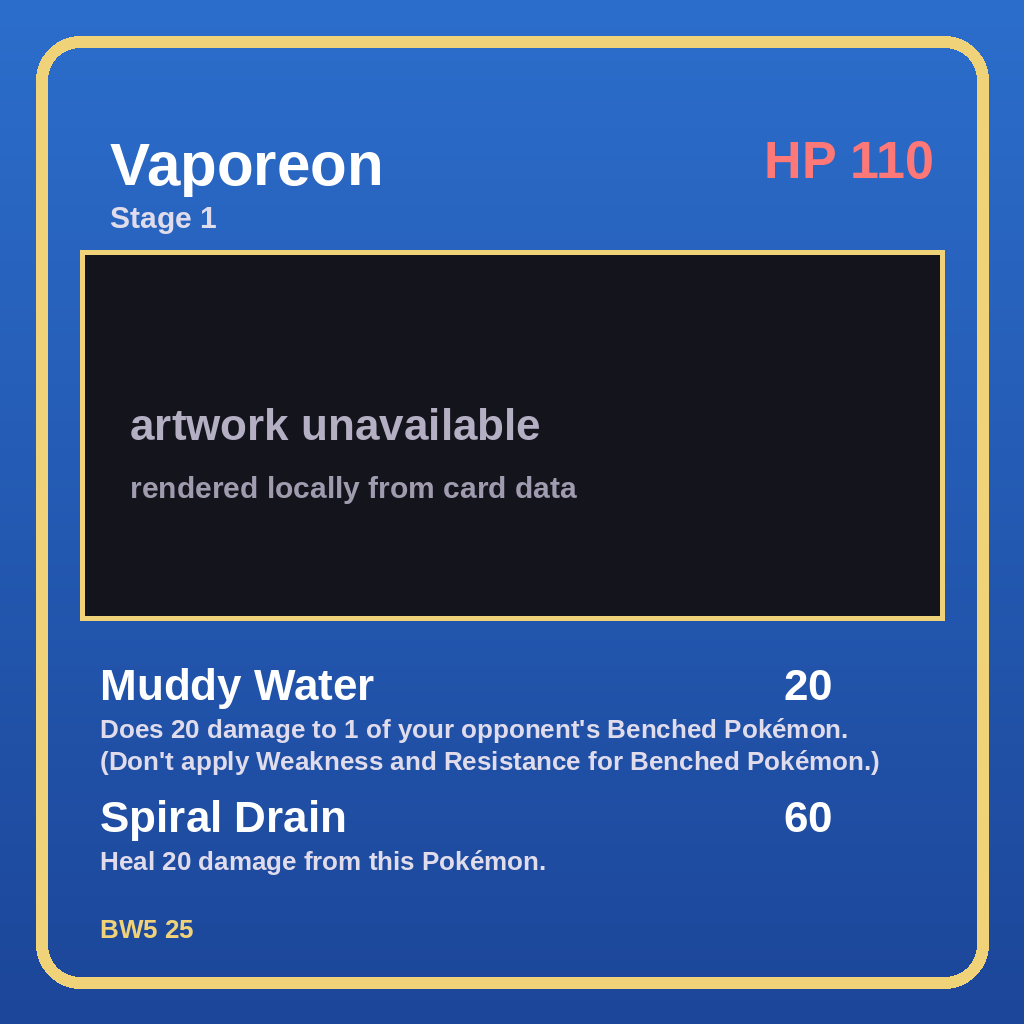 Vaporeon
HP 110
Stage 1
artwork unavailable
rendered locally from card data
Muddy Water 20
Does 20 damage to 1 of your opponent's Benched Pokémon.
(Don't apply Weakness and Resistance for Benched Pokémon.)
Spiral Drain 60
Heal 20 damage from this Pokémon.
BW5 25